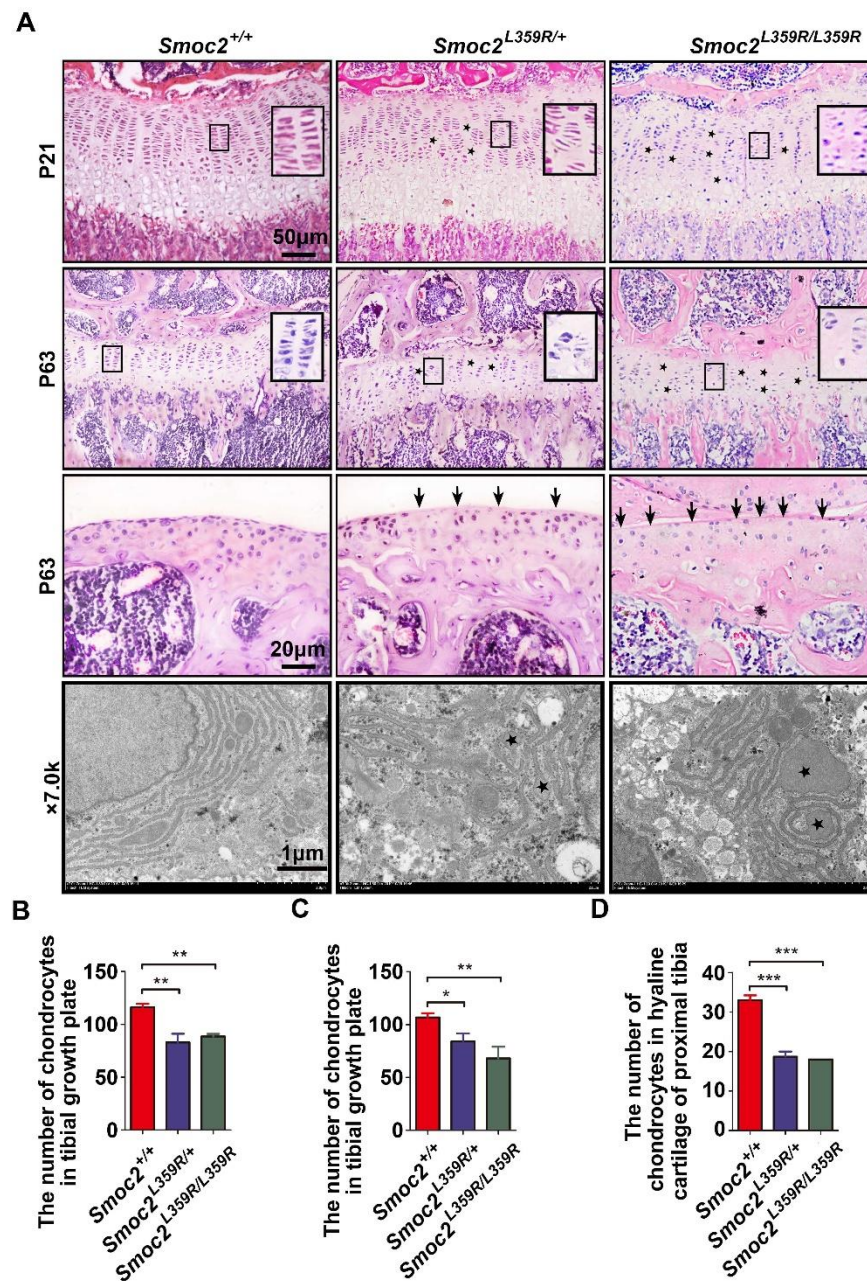 A
Smoc2+/+
Smoc2L359R/+
Smoc2L359R/L359R
P21
50μm
P63
P63
20μm
×7.0k
1μm
B
The number of chondrocytes
in tibial growth plate
150
100
50
0
**
**
Smoc2+/+
Smoc2L359R/+
Smoc2L359R/L359R
C
The number of chondrocytes
in tibial growth plate
150
100
50
0
**
*
Smoc2+/+
Smoc2L359R/+
Smoc2L359R/L359R
D
The number of
chondrocytes in hyaline
cartilage of proximal tibia
40
30
20
10
0
***
***
Smoc2+/+
Smoc2L359R/+
Smoc2L359R/L359R